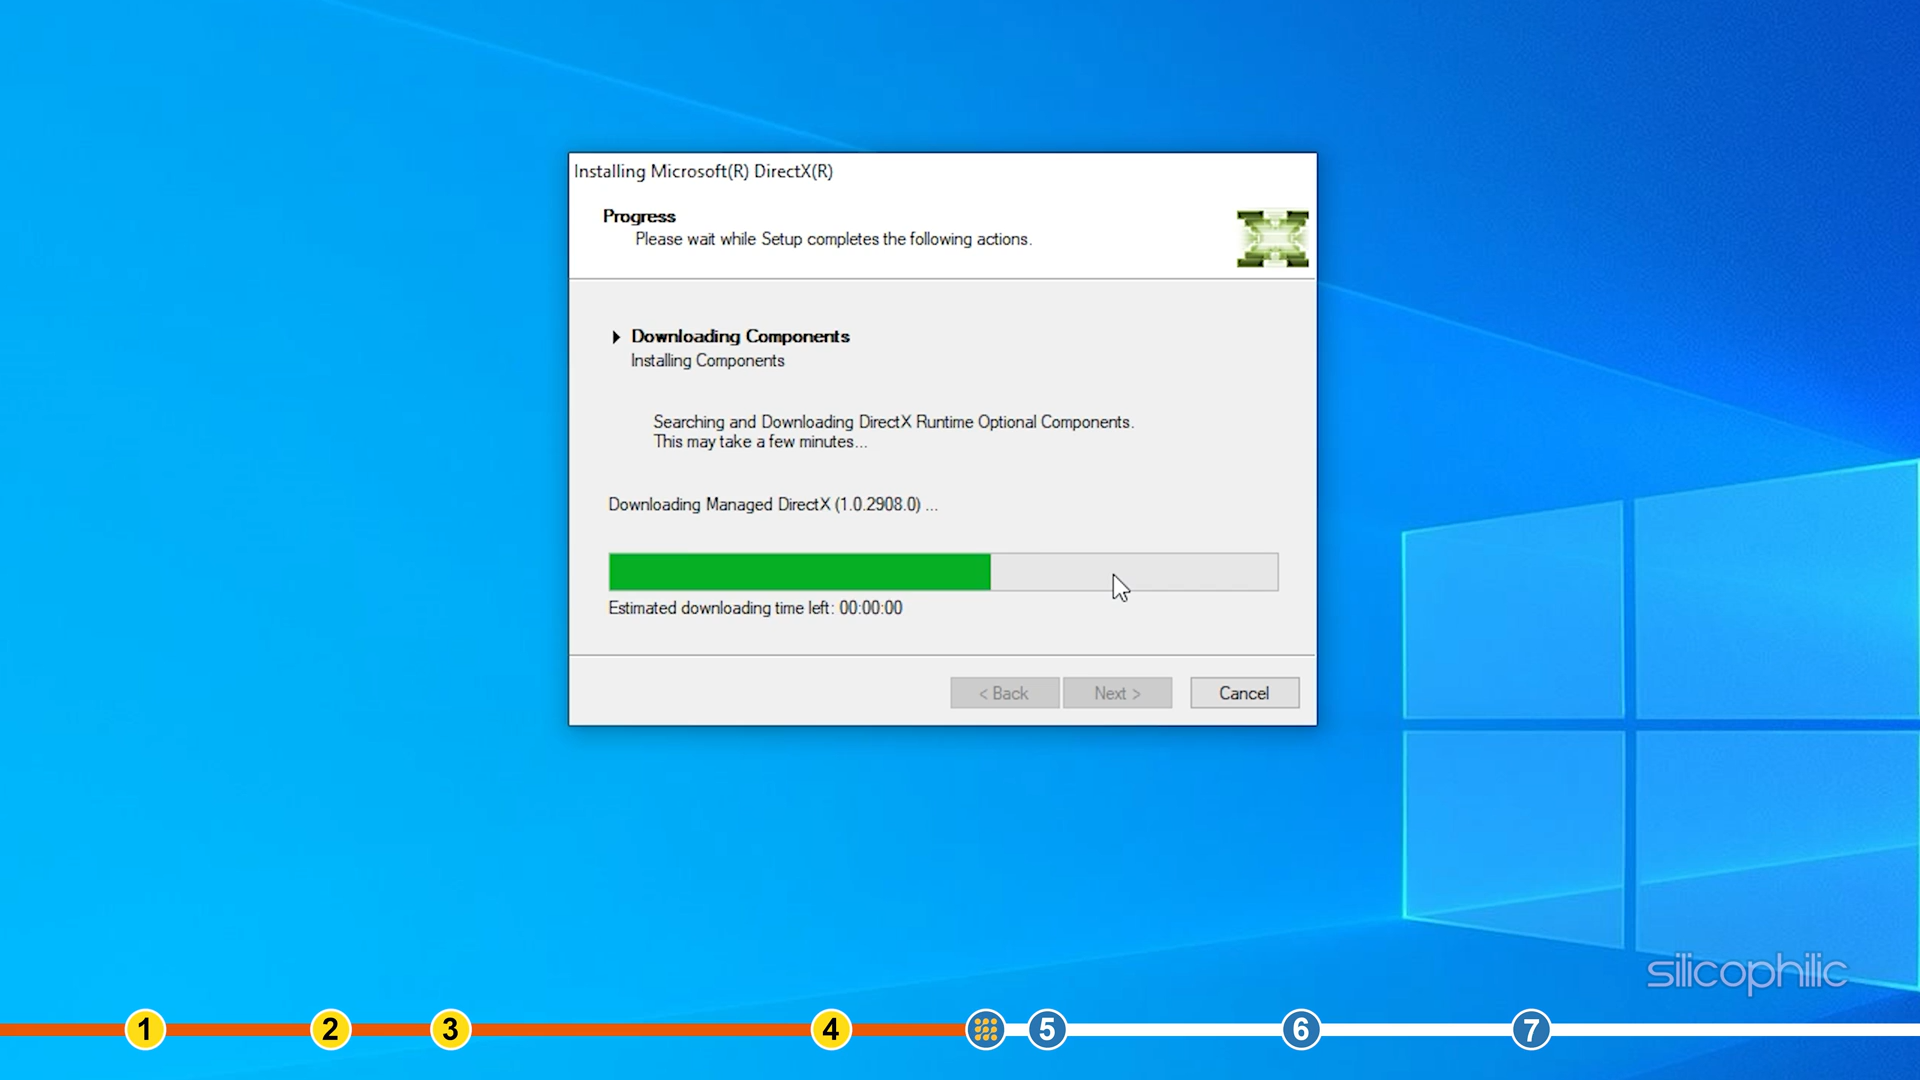 Installing Microsoft(R) DirectX(R)
Progress
Please wait while Setup completes the following actions.
Downloading Components
Installing Components
Searching and Downloading DirectX Runtime Optional Components.
This may take a few minutes...
Downloading Managed DirectX (1.0.2908.0) ...
Estimated downloading time left: 00:00:00
< Back Next > Cancel
silicophilic
1 2 3 4 5 6 7